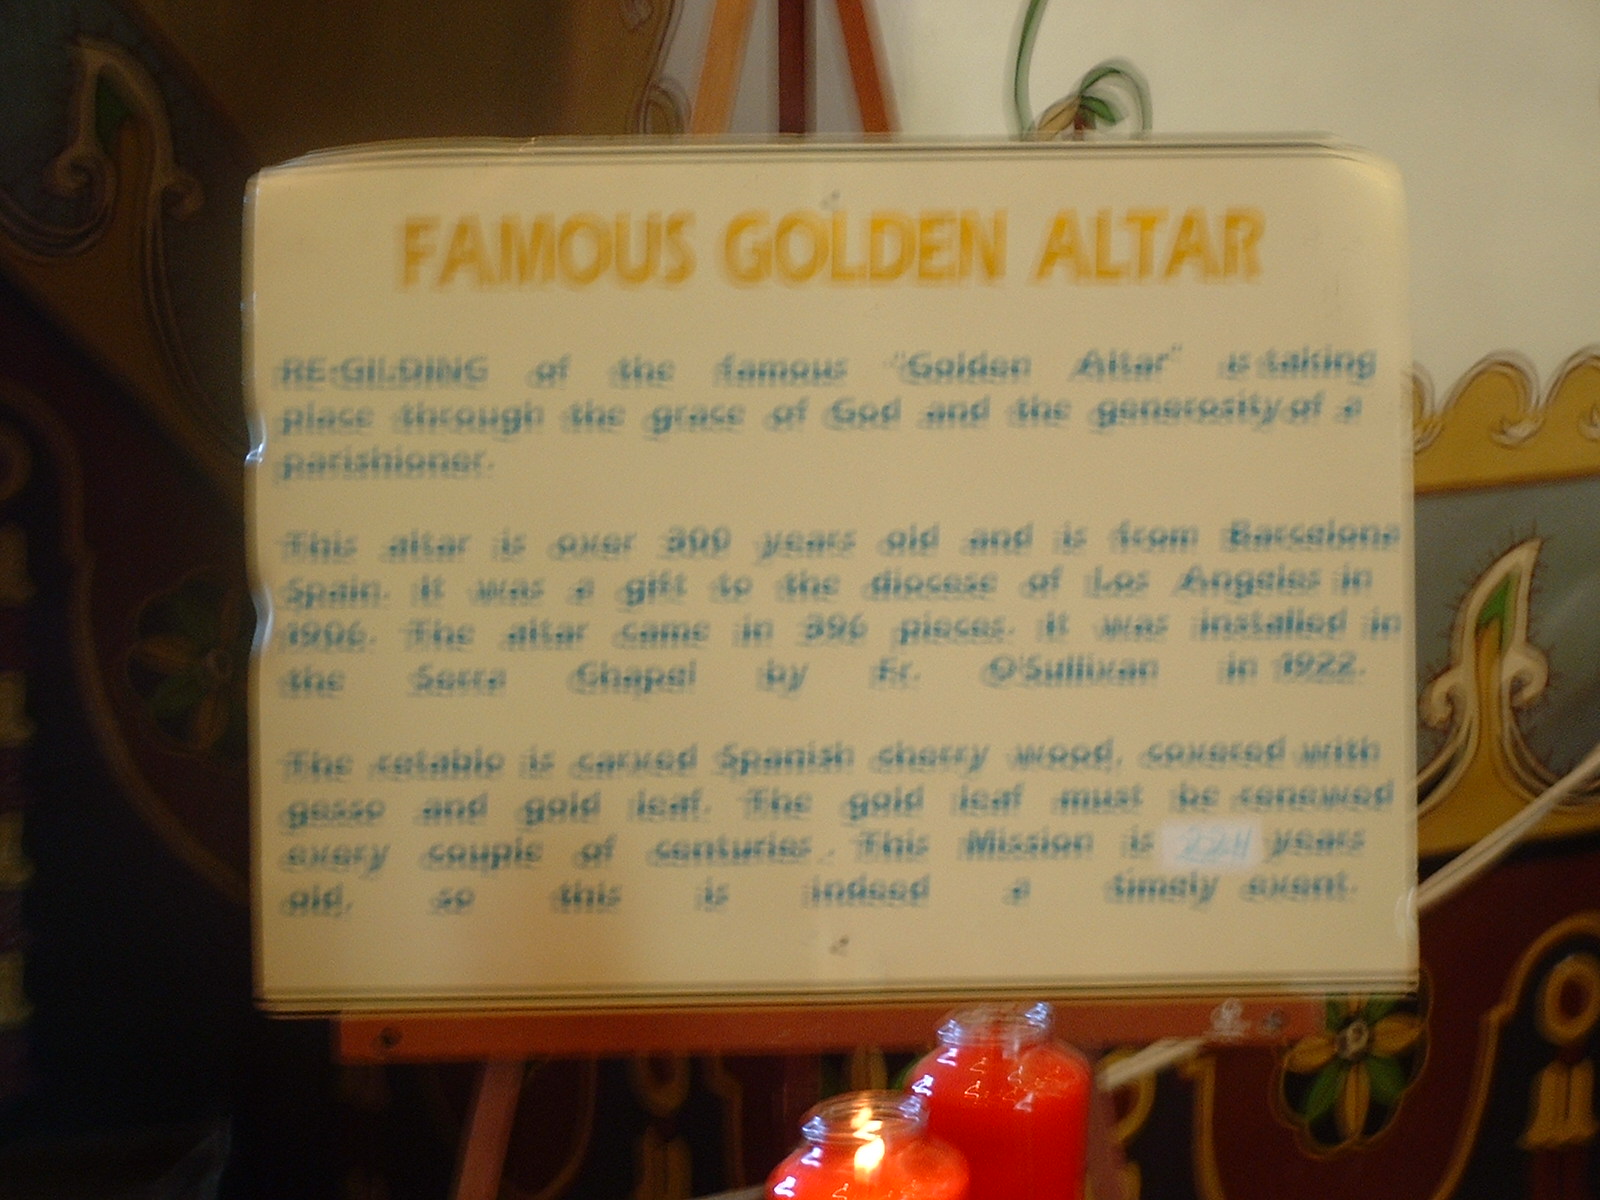 FAMOUS GOLDEN ALTAR
RE-GILDING of the famous "Golden Altar" is taking
place through the grace of God and the generosity of a
parishioner.
This altar is over 300 years old and is from Barcelona
Spain. It was a gift to the diocese of Los Angeles in
1906. The altar came in 396 pieces. It was installed in
the Serra Chapel by Fr. O'Sullivan in 1922.
The retablo is carved Spanish cherry wood, covered with
gesso and gold leaf. The gold leaf must be renewed
every couple of centuries. This Mission is years
old, so this is indeed a timely event.